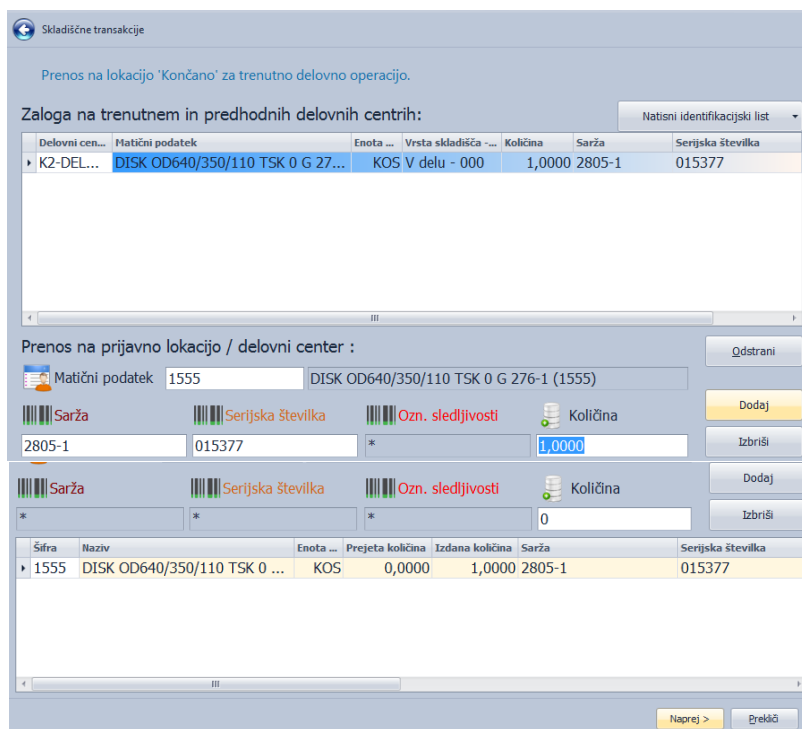 Skladiščne transakcije
Prenos na lokacijo 'Končano' za trenutno delovno operacijo.
Zaloga na trenutnem in predhodnih delovnih centrih:
Natisni identifikacijski list
Delovni cen... Matični podatek Enota ... Vrsta skladišča -... Količina Sarža Serijska številka
K2-DEL... DISK OD640/350/110 TSK 0 G 27... KOS V delu - 000 1,0000 2805-1 015377
Prenos na prijavno lokacijo / delovni center :
Odstrani
Matični podatek 1555 DISK OD640/350/110 TSK 0 G 276-1 (1555)
Dodaj
Sarža Serijska številka Ozn. sledljivosti Količina
2805-1 015377 * 1,0000 Izbriši
Dodaj
Sarža Serijska številka Ozn. sledljivosti Količina
* * * 0 Izbriši
Šifra Naziv Enota ... Prejeta količina Izdana količina Sarža Serijska številka
1555 DISK OD640/350/110 TSK 0 ... KOS 0,0000 1,0000 2805-1 015377
Naprej > Prekliči